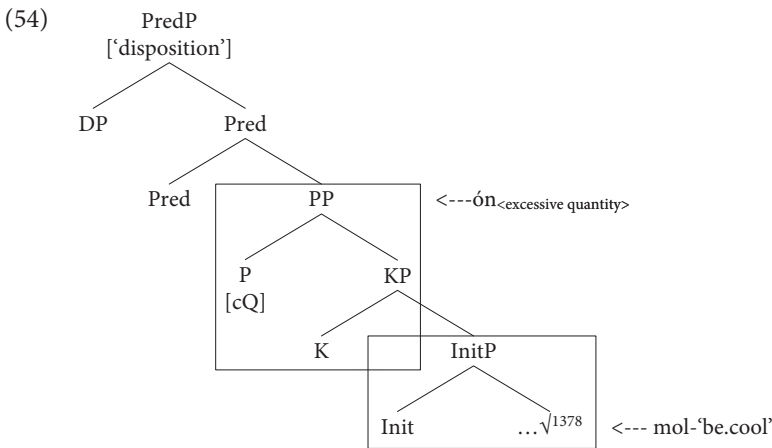 (54) PredP
[‘disposition’]
DP Pred
Pred PP <---ón<excessive quantity>
P KP
[cQ]
K InitP
Init …√1378 <--- mol-‘be.cool’